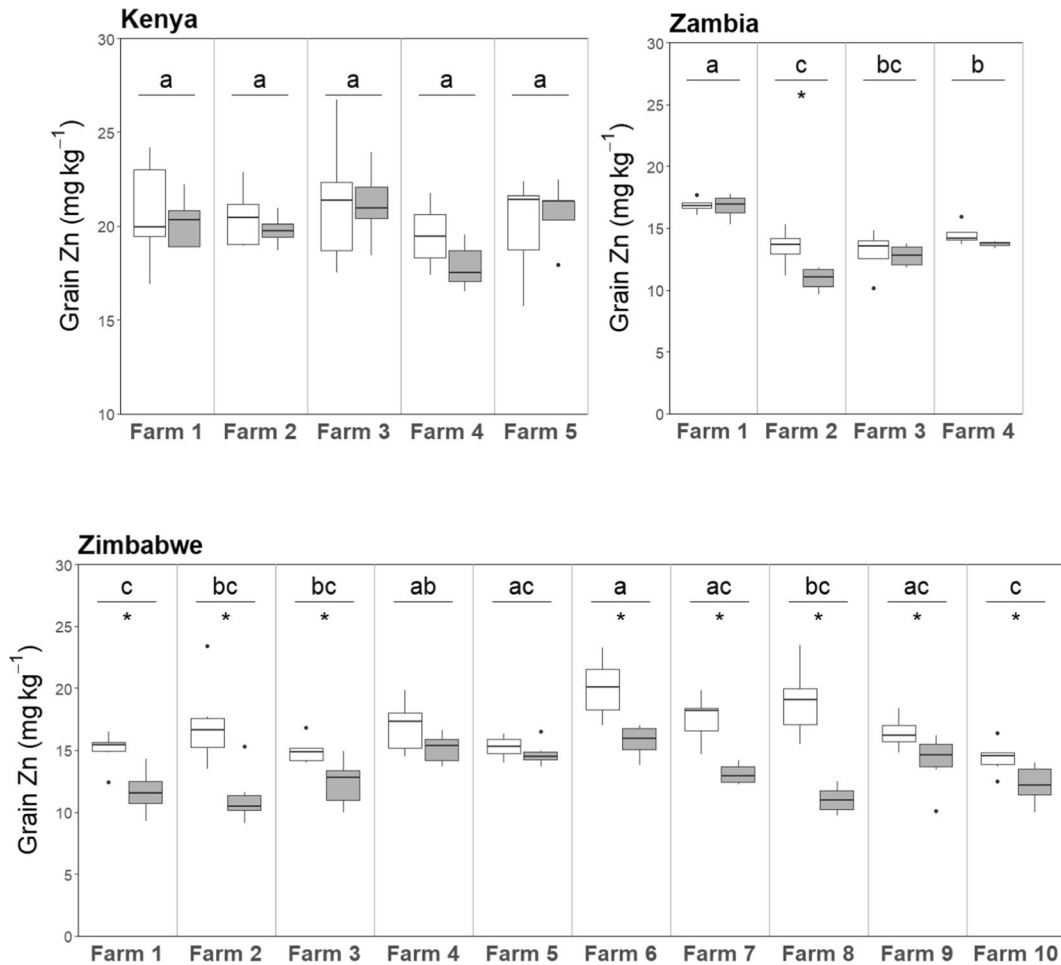 Kenya
Grain Zn (mg kg⁻¹)
30
25
20
15
10
a a a a a
Farm 1 Farm 2 Farm 3 Farm 4 Farm 5
Zambia
Grain Zn (mg kg⁻¹)
30
25
20
15
10
5
0
a c bc b
*
Farm 1 Farm 2 Farm 3 Farm 4
Zimbabwe
Grain Zn (mg kg⁻¹)
30
25
20
15
10
5
0
c bc bc ab ac a ac bc ac c
* * * * * * * *
Farm 1 Farm 2 Farm 3 Farm 4 Farm 5 Farm 6 Farm 7 Farm 8 Farm 9 Farm 10